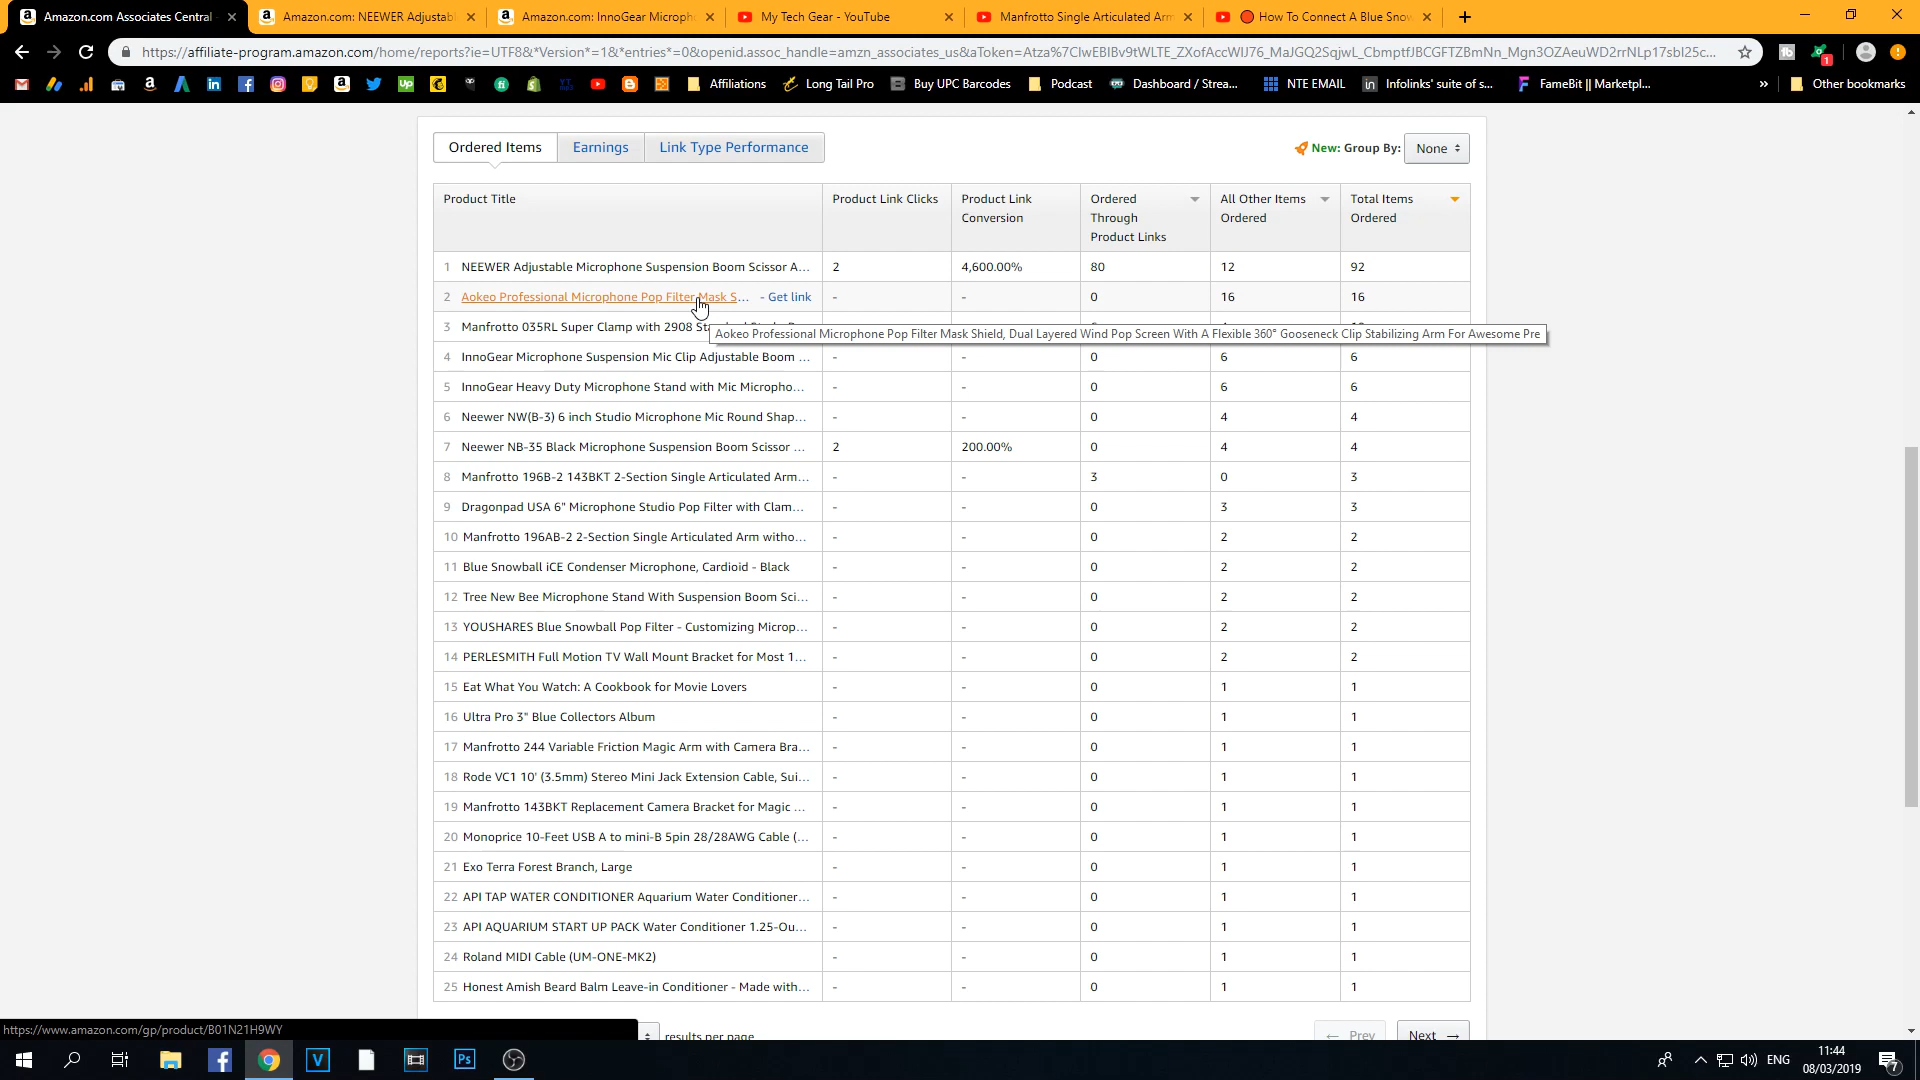 Amazon.com Associates Central
Amazon.com: NEEWER Adjustabl
Amazon.com: InnoGear Microph
My Tech Gear - YouTube
Manfrotto Single Articulated Arm
How To Connect A Blue Snow
https://affiliate-program.amazon.com/home/reports?ie=UTF8&*Version*=1&*entries*=0&openid.assoc_handle=amzn_associates_us&aToken=Atza%7CIwEBIBv9tWLTE_ZXofAccWIJ76_MaJGQ2SqjwL_CbmptfJBCGFTZBmNn_Mgn3OZAeuWD2rrNLp17sbI25c...
Affiliations
Long Tail Pro
Buy UPC Barcodes
Podcast
Dashboard / Strea...
NTE EMAIL
Infolinks' suite of s...
FameBit || Marketpl...
Other bookmarks
Ordered Items Earnings Link Type Performance New: Group By: None
Product Title Product Link Clicks Product Link Conversion Ordered Through Product Links All Other Items Ordered Total Items Ordered
1 NEEWER Adjustable Microphone Suspension Boom Scissor A... 2 4,600.00% 80 12 92
2 Aokeo Professional Microphone Pop Filter Mask S... - Get link - - 0 16 16
3 Manfrotto 035RL Super Clamp with 2908
Aokeo Professional Microphone Pop Filter Mask Shield, Dual Layered Wind Pop Screen With A Flexible 360° Gooseneck Clip Stabilizing Arm For Awesome Pre
4 InnoGear Microphone Suspension Mic Clip Adjustable Boom ... - - 0 6 6
5 InnoGear Heavy Duty Microphone Stand with Mic Micropho... - - 0 6 6
6 Neewer NW(B-3) 6 inch Studio Microphone Mic Round Shap... - - 0 4 4
7 Neewer NB-35 Black Microphone Suspension Boom Scissor ... 2 200.00% 0 4 4
8 Manfrotto 196B-2 143BKT 2-Section Single Articulated Arm... - - 3 0 3
9 Dragonpad USA 6" Microphone Studio Pop Filter with Clam... - - 0 3 3
10 Manfrotto 196AB-2 2-Section Single Articulated Arm witho... - - 0 2 2
11 Blue Snowball iCE Condenser Microphone, Cardioid - Black - - 0 2 2
12 Tree New Bee Microphone Stand With Suspension Boom Sci... - - 0 2 2
13 YOUSHARES Blue Snowball Pop Filter - Customizing Microp... - - 0 2 2
14 PERLESMITH Full Motion TV Wall Mount Bracket for Most 1... - - 0 2 2
15 Eat What You Watch: A Cookbook for Movie Lovers - - 0 1 1
16 Ultra Pro 3" Blue Collectors Album - - 0 1 1
17 Manfrotto 244 Variable Friction Magic Arm with Camera Bra... - - 0 1 1
18 Rode VC1 10' (3.5mm) Stereo Mini Jack Extension Cable, Sui... - - 0 1 1
19 Manfrotto 143BKT Replacement Camera Bracket for Magic ... - - 0 1 1
20 Monoprice 10-Feet USB A to mini-B 5pin 28/28AWG Cable (... - - 0 1 1
21 Exo Terra Forest Branch, Large - - 0 1 1
22 API TAP WATER CONDITIONER Aquarium Water Conditioner... - - 0 1 1
23 API AQUARIUM START UP PACK Water Conditioner 1.25-Ou... - - 0 1 1
24 Roland MIDI Cable (UM-ONE-MK2) - - 0 1 1
25 Honest Amish Beard Balm Leave-in Conditioner - Made with... - - 0 1 1
results per page ← Prev Next →
https://www.amazon.com/gp/product/B01N21H9WY
ENG
11:44
08/03/2019
7